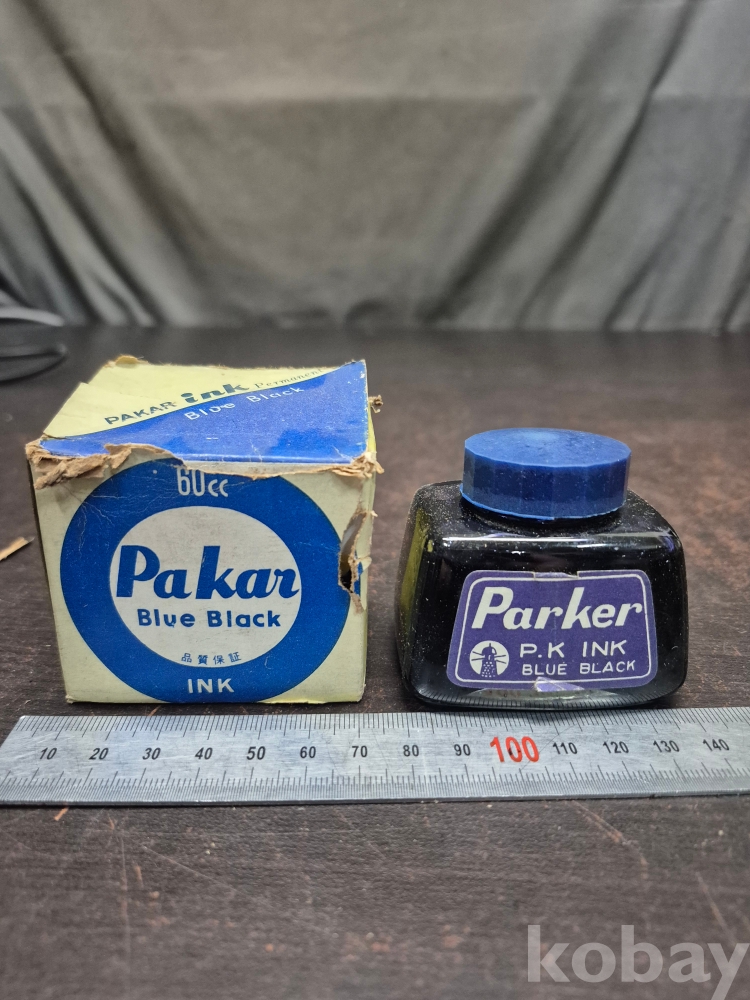 PAKAR ink Permanent
Blue Black
60cc
Pakar
Blue Black
品質保証
INK
Parker
P.K INK
BLUE BLACK
10 20 30 40 50 60 70 80 90 100 110 120 130 140
kobay